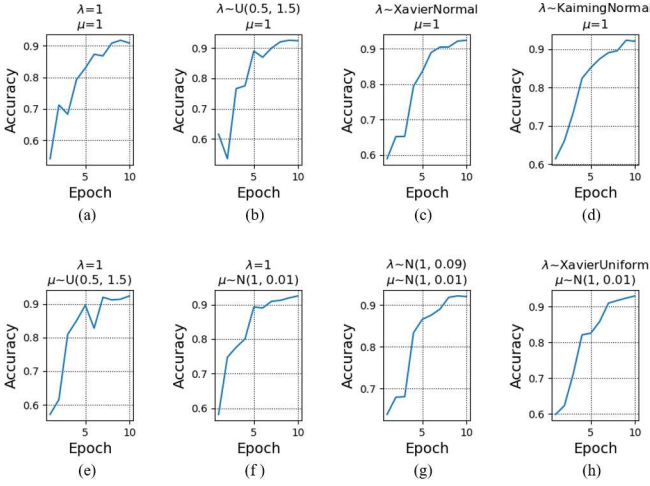 λ=1
μ=1
Accuracy
0.9
0.8
0.7
0.6
5
10
Epoch
(a)
λ~U(0.5, 1.5)
μ=1
Accuracy
0.9
0.8
0.7
0.6
5
10
Epoch
(b)
λ~XavierNormal
μ=1
Accuracy
0.9
0.8
0.7
0.6
5
10
Epoch
(c)
λ~KaimingNormal
μ=1
Accuracy
0.9
0.8
0.7
0.6
5
10
Epoch
(d)
λ=1
μ~U(0.5, 1.5)
Accuracy
0.9
0.8
0.7
0.6
5
10
Epoch
(e)
λ=1
μ~N(1, 0.01)
Accuracy
0.9
0.8
0.7
0.6
5
10
Epoch
(f )
λ~N(1, 0.09)
μ~N(1, 0.01)
Accuracy
0.9
0.8
0.7
5
10
Epoch
(g)
λ~XavierUniform
μ~N(1, 0.01)
Accuracy
0.9
0.8
0.7
0.6
5
10
Epoch
(h)